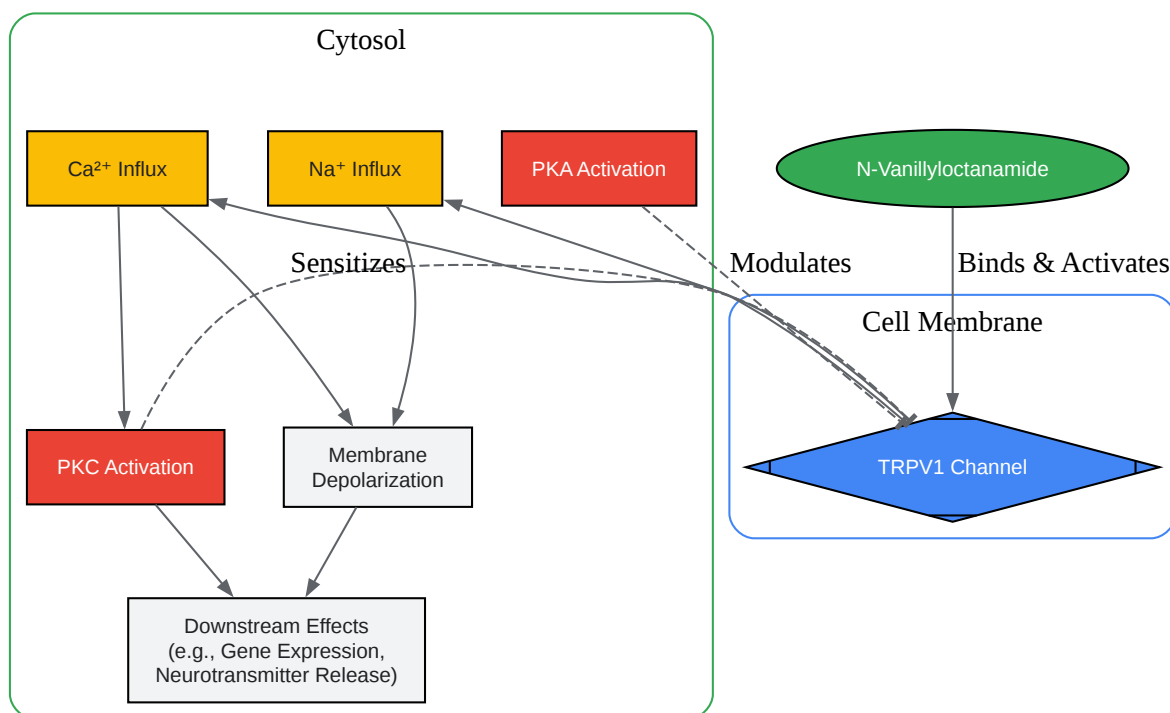 Cytosol
Ca²⁺ Influx
Na⁺ Influx
PKA Activation
N-Vanillyloctanamide
Sensitizes
Modulates
Binds & Activates
Cell Membrane
PKC Activation
Membrane
Depolarization
TRPV1 Channel
Downstream Effects
(e.g., Gene Expression,
Neurotransmitter Release)